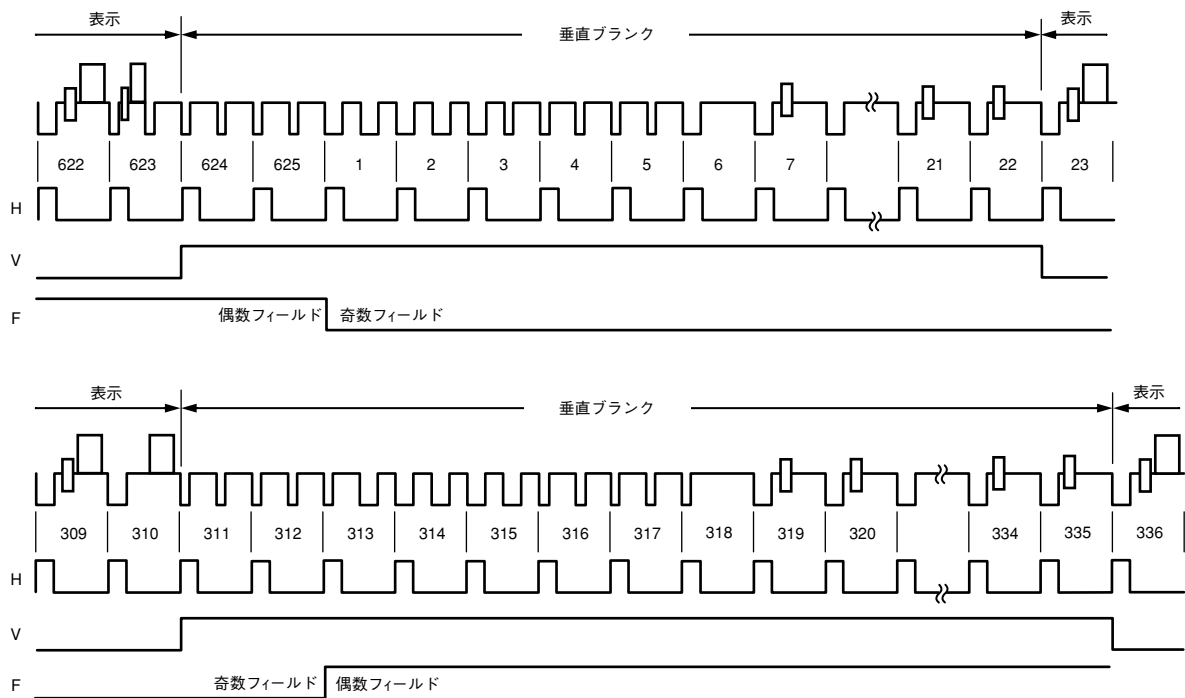 表示 垂直ブランク 表示
622 623 624 625 1 2 3 4 5 6 7 21 22 23
H
V
偶数フィールド 奇数フィールド
F
表示 垂直ブランク 表示
309 310 311 312 313 314 315 316 317 318 319 320 334 335 336
H
V
奇数フィールド 偶数フィールド
F